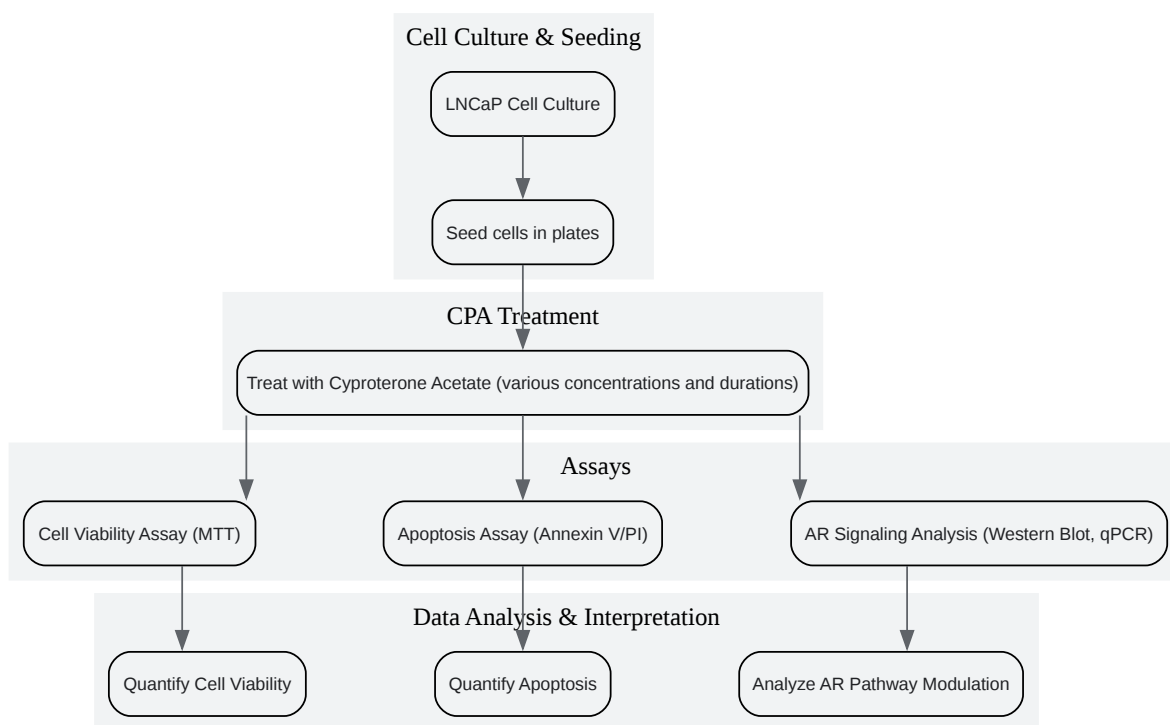 Cell Culture & Seeding
LNCaP Cell Culture
Seed cells in plates
CPA Treatment
Treat with Cyproterone Acetate (various concentrations and durations)
Assays
Cell Viability Assay (MTT)
Apoptosis Assay (Annexin V/PI)
AR Signaling Analysis (Western Blot, qPCR)
Data Analysis & Interpretation
Quantify Cell Viability
Quantify Apoptosis
Analyze AR Pathway Modulation